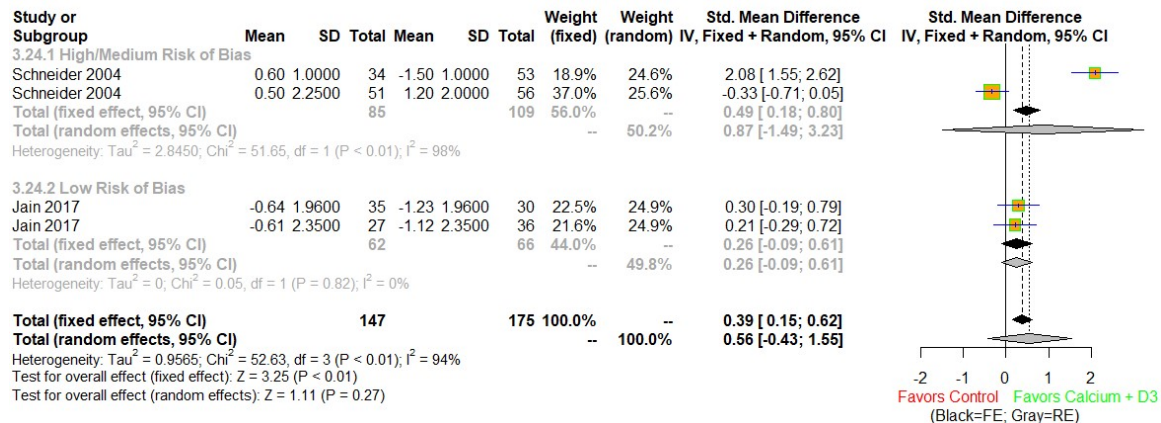 Study or Weight Weight Std. Mean Difference Std. Mean Difference
Subgroup Mean SD Total Mean SD Total (fixed) (random) IV, Fixed + Random, 95% CI IV, Fixed + Random, 95% CI
3.24.1 High/Medium Risk of Bias
Schneider 2004 0.60 1.0000 34 -1.50 1.0000 53 18.9% 24.6% 2.08 [ 1.55; 2.62]
Schneider 2004 0.50 2.2500 51 1.20 2.0000 56 37.0% 25.6% -0.33 [-0.71; 0.05]
Total (fixed effect, 95% CI) 85 109 56.0% -- 0.49 [ 0.18; 0.80]
Total (random effects, 95% CI) -- 50.2% 0.87 [-1.49; 3.23]
Heterogeneity: Tau² = 2.8450; Chi² = 51.65, df = 1 (P < 0.01); I² = 98%
3.24.2 Low Risk of Bias
Jain 2017 -0.64 1.9600 35 -1.23 1.9600 30 22.5% 24.9% 0.30 [-0.19; 0.79]
Jain 2017 -0.61 2.3500 27 -1.12 2.3500 36 21.6% 24.9% 0.21 [-0.29; 0.72]
Total (fixed effect, 95% CI) 62 66 44.0% -- 0.26 [-0.09; 0.61]
Total (random effects, 95% CI) -- 49.8% 0.26 [-0.09; 0.61]
Heterogeneity: Tau² = 0; Chi² = 0.05, df = 1 (P = 0.82); I² = 0%
Total (fixed effect, 95% CI) 147 175 100.0% -- 0.39 [ 0.15; 0.62]
Total (random effects, 95% CI) -- 100.0% 0.56 [-0.43; 1.55]
Heterogeneity: Tau² = 0.9565; Chi² = 52.63, df = 3 (P < 0.01); I² = 94%
Test for overall effect (fixed effect): Z = 3.25 (P < 0.01)
Test for overall effect (random effects): Z = 1.11 (P = 0.27)
-2 -1 0 1 2
Favors Control Favors Calcium + D3
(Black=FE; Gray=RE)